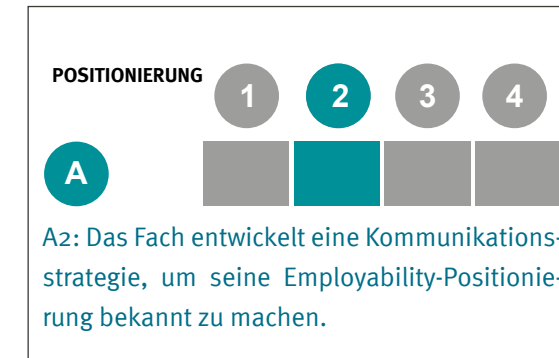 POSITIONIERUNG 1 2 3 4
A
A2: Das Fach entwickelt eine Kommunikations-
strategie, um seine Employability-Positionie-
rung bekannt zu machen.